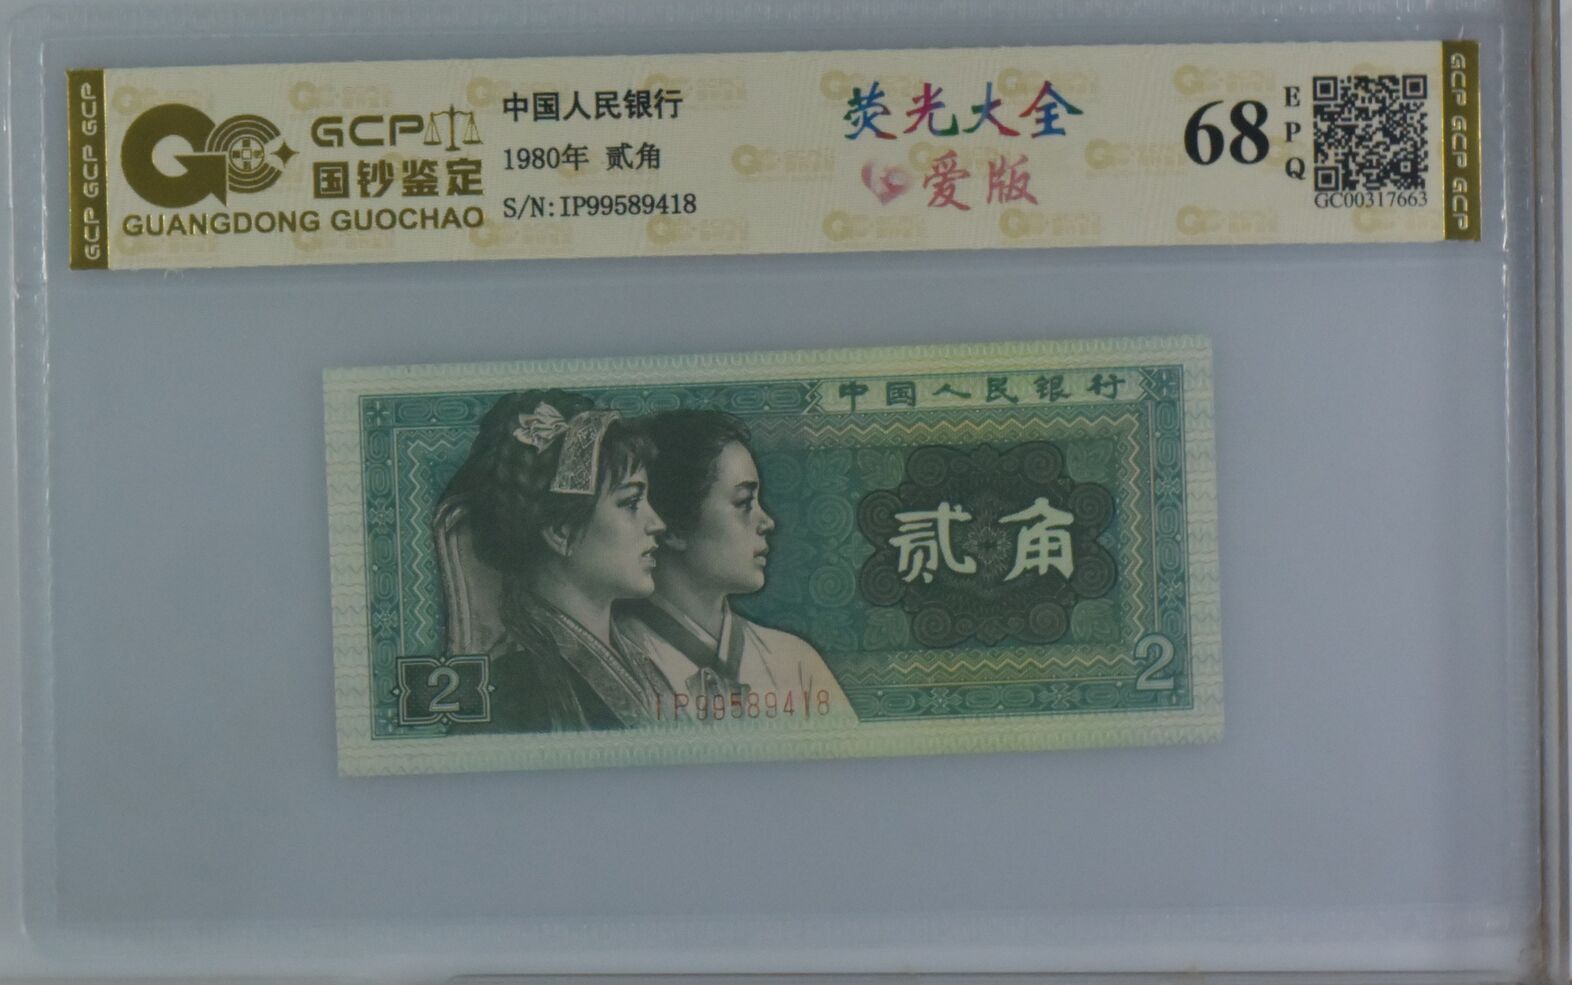 GCP GCP GCP
GCP
国钞鉴定
GUANGDONG GUOCHAO
中国人民银行
1980年 贰角
S/N:IP99589418
荧光大全
爱版
68
EPQ
GC00317663
GCP GCP GCP
中国人民银行
贰角
2
2
IP99589418